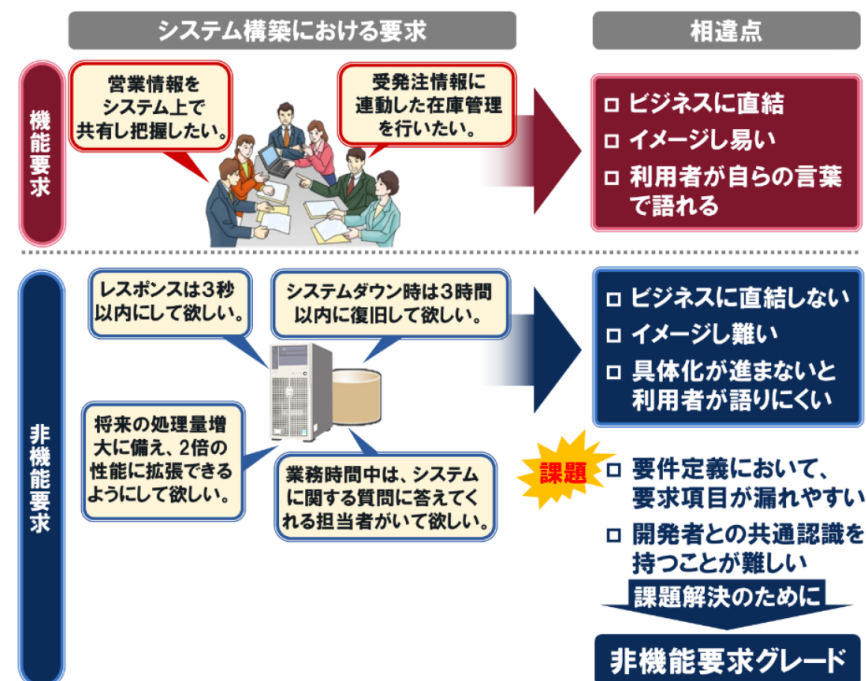 システム構築における要求
相違点
機能要求
営業情報を
システム上で
共有し把握したい。
受発注情報に
連動した在庫管理
を行いたい。
□ ビジネスに直結
□ イメージし易い
□ 利用者が自らの言葉
で語れる
非機能要求
レスポンスは3秒
以内にして欲しい。
システムダウン時は3時間
以内に復旧して欲しい。
将来の処理量増
大に備え、2倍の
性能に拡張できる
ようにして欲しい。
業務時間中は、システム
に関する質問に答えてく
れる担当者がいて欲しい。
□ ビジネスに直結しない
□ イメージし難い
□ 具体化が進まないと
利用者が語りにくい
課題
□ 要件定義において、
要求項目が漏れやすい
□ 開発者との共通認識を
持つことが難しい
課題解決のために
非機能要求グレード